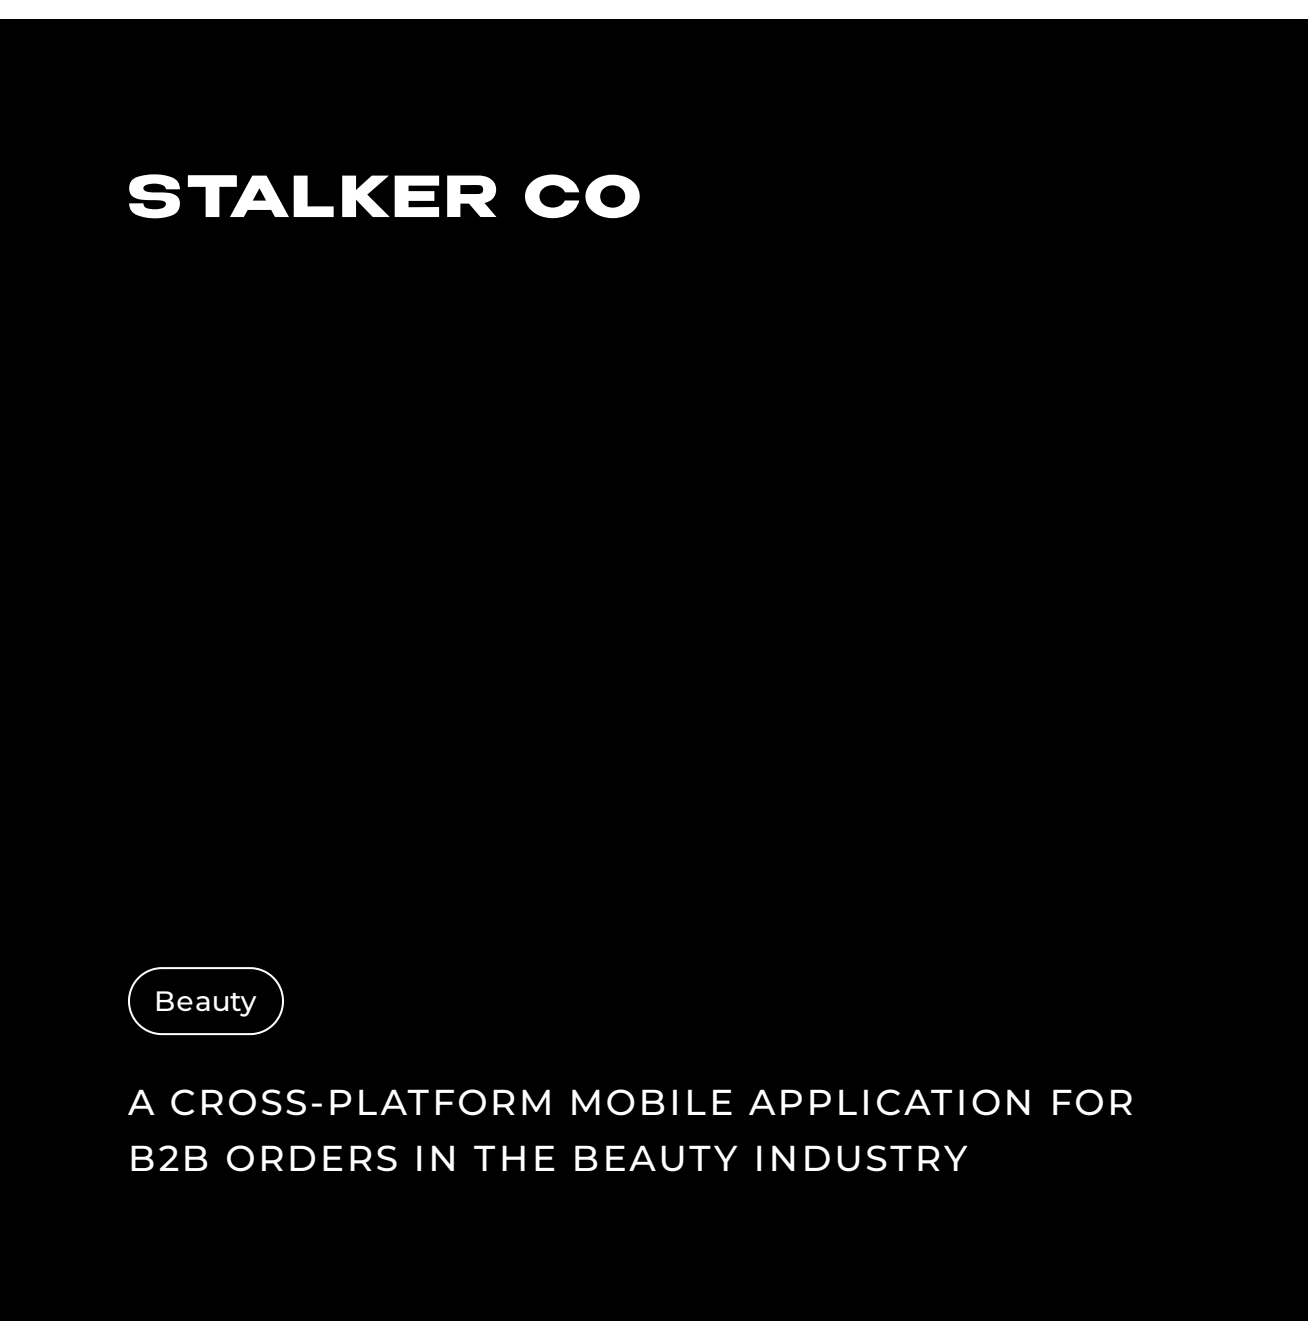 STALKER CO
Beauty
A CROSS-PLATFORM MOBILE APPLICATION FOR
B2B ORDERS IN THE BEAUTY INDUSTRY